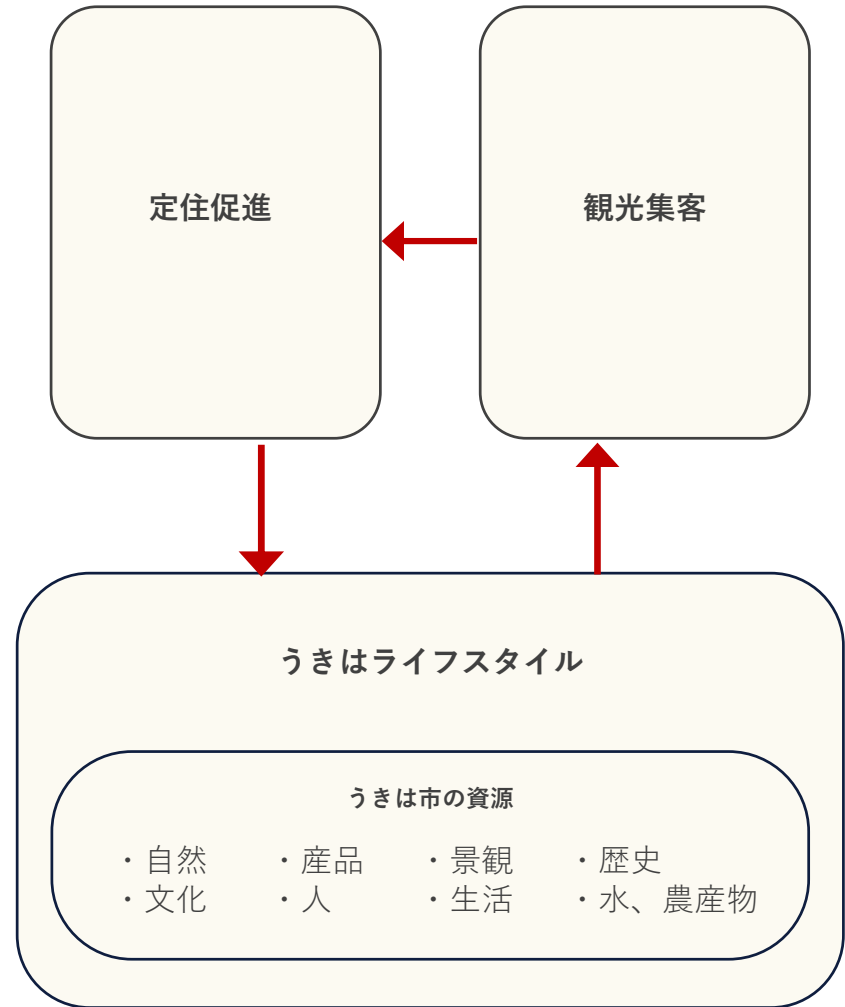 定住促進
観光集客
うきはライフスタイル
うきは市の資源
・自然 ・産品 ・景観 ・歴史
・文化 ・人 ・生活 ・水、農産物